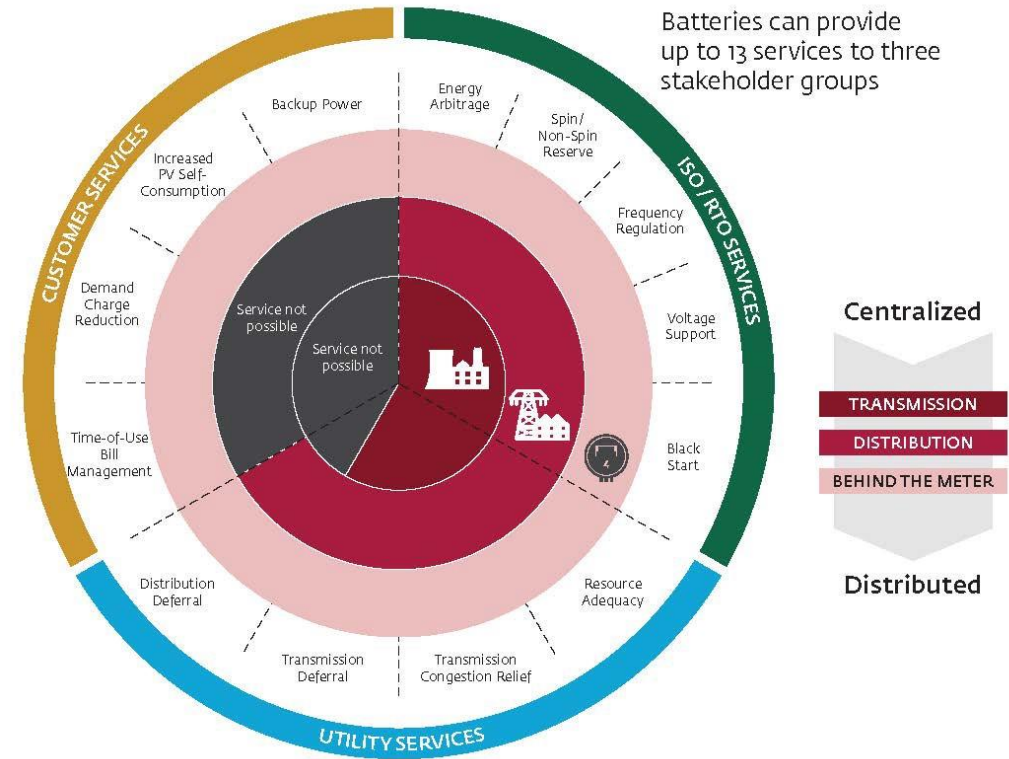 Batteries can provide
up to 13 services to three
stakeholder groups
CUSTOMER SERVICES
ISO / RTO SERVICES
UTILITY SERVICES
Energy
Arbitrage
Spin/
Non-Spin
Reserve
Frequency
Regulation
Voltage
Support
Black
Start
Resource
Adequacy
Transmission
Congestion Relief
Transmission
Deferral
Distribution
Deferral
Time-of-Use
Bill
Management
Demand
Charge
Reduction
Increased
PV Self-
Consumption
Backup Power
Service not
possible
Service not
possible
Centralized
TRANSMISSION
DISTRIBUTION
BEHIND THE METER
Distributed